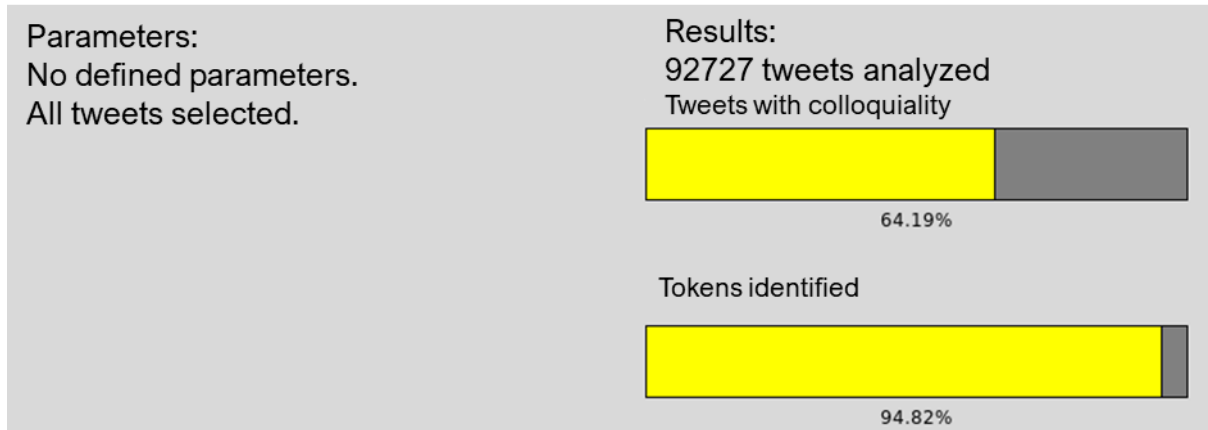 Parameters:
No defined parameters.
All tweets selected.
Results:
92727 tweets analyzed
Tweets with colloquiality
64.19%
Tokens identified
94.82%